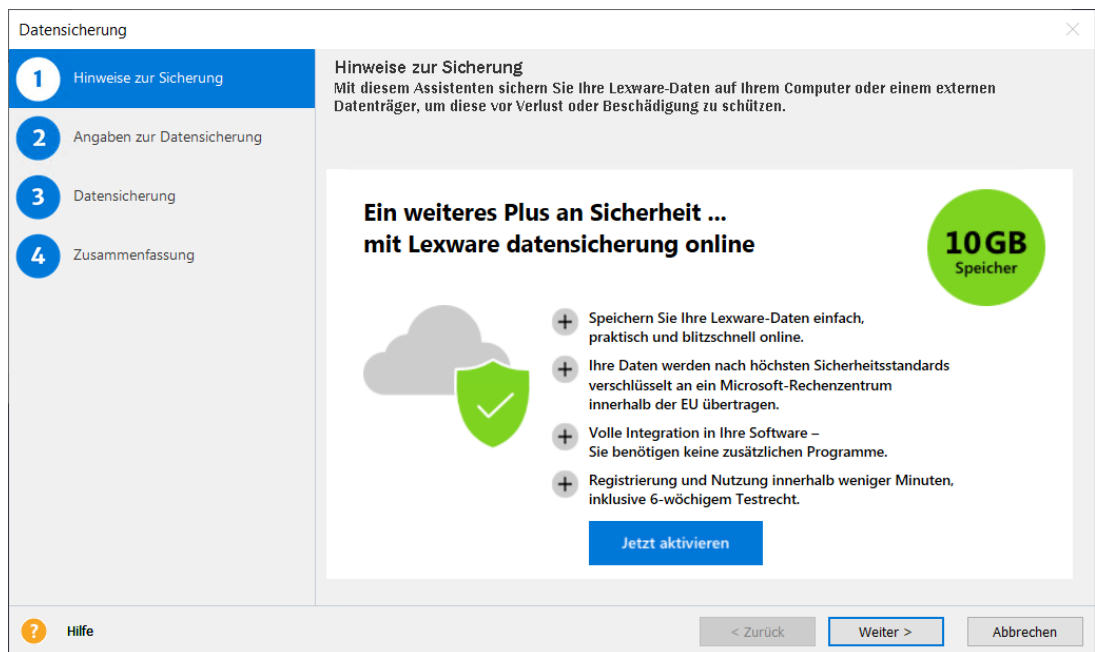 Datensicherung
1 Hinweise zur Sicherung
2 Angaben zur Datensicherung
3 Datensicherung
4 Zusammenfassung
Hinweise zur Sicherung
Mit diesem Assistenten sichern Sie Ihre Lexware-Daten auf Ihrem Computer oder einem externen
Datenträger, um diese vor Verlust oder Beschädigung zu schützen.
Ein weiteres Plus an Sicherheit ...
mit Lexware datensicherung online
10 GB
Speicher
Speichern Sie Ihre Lexware-Daten einfach,
praktisch und blitzschnell online.
Ihre Daten werden nach höchsten Sicherheitsstandards
verschlüsselt an ein Microsoft-Rechenzentrum
innerhalb der EU übertragen.
Volle Integration in Ihre Software –
Sie benötigen keine zusätzlichen Programme.
Registrierung und Nutzung innerhalb weniger Minuten,
inklusive 6-wöchigem Testrecht.
Jetzt aktivieren
? Hilfe
< Zurück
Weiter >
Abbrechen